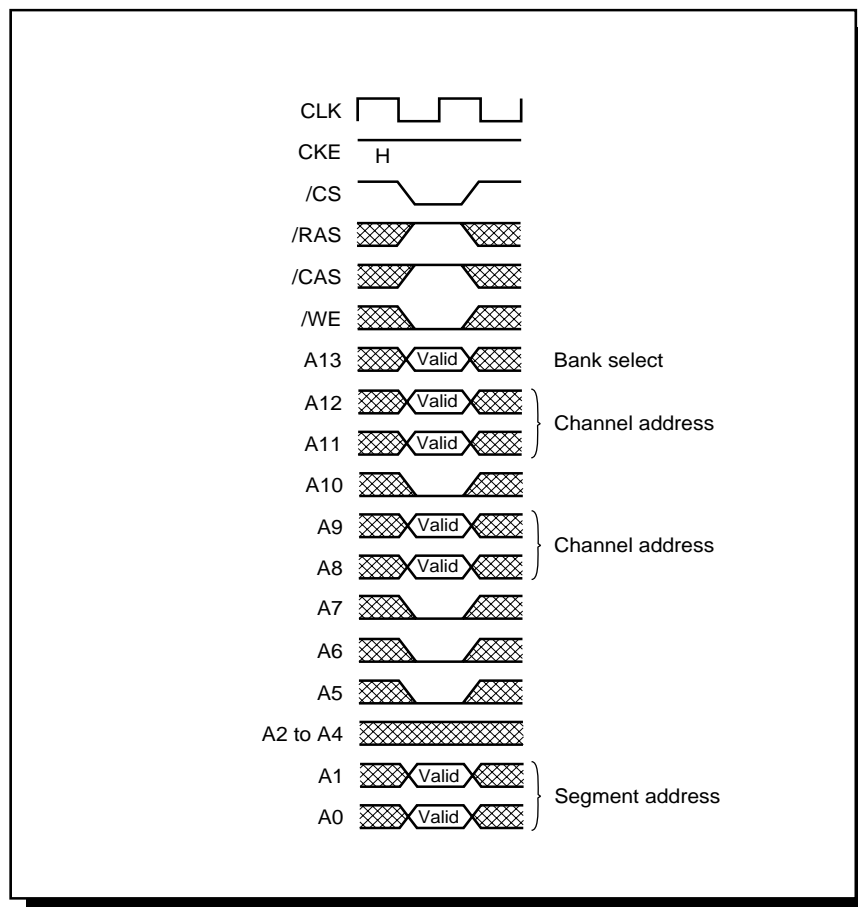 CLK
CKE H
/CS
/RAS
/CAS
/WE
A13 Valid Bank select
A12 Valid
Channel address
A11 Valid
A10
A9 Valid
Channel address
A8 Valid
A7
A6
A5
A2 to A4
A1 Valid
Segment address
A0 Valid